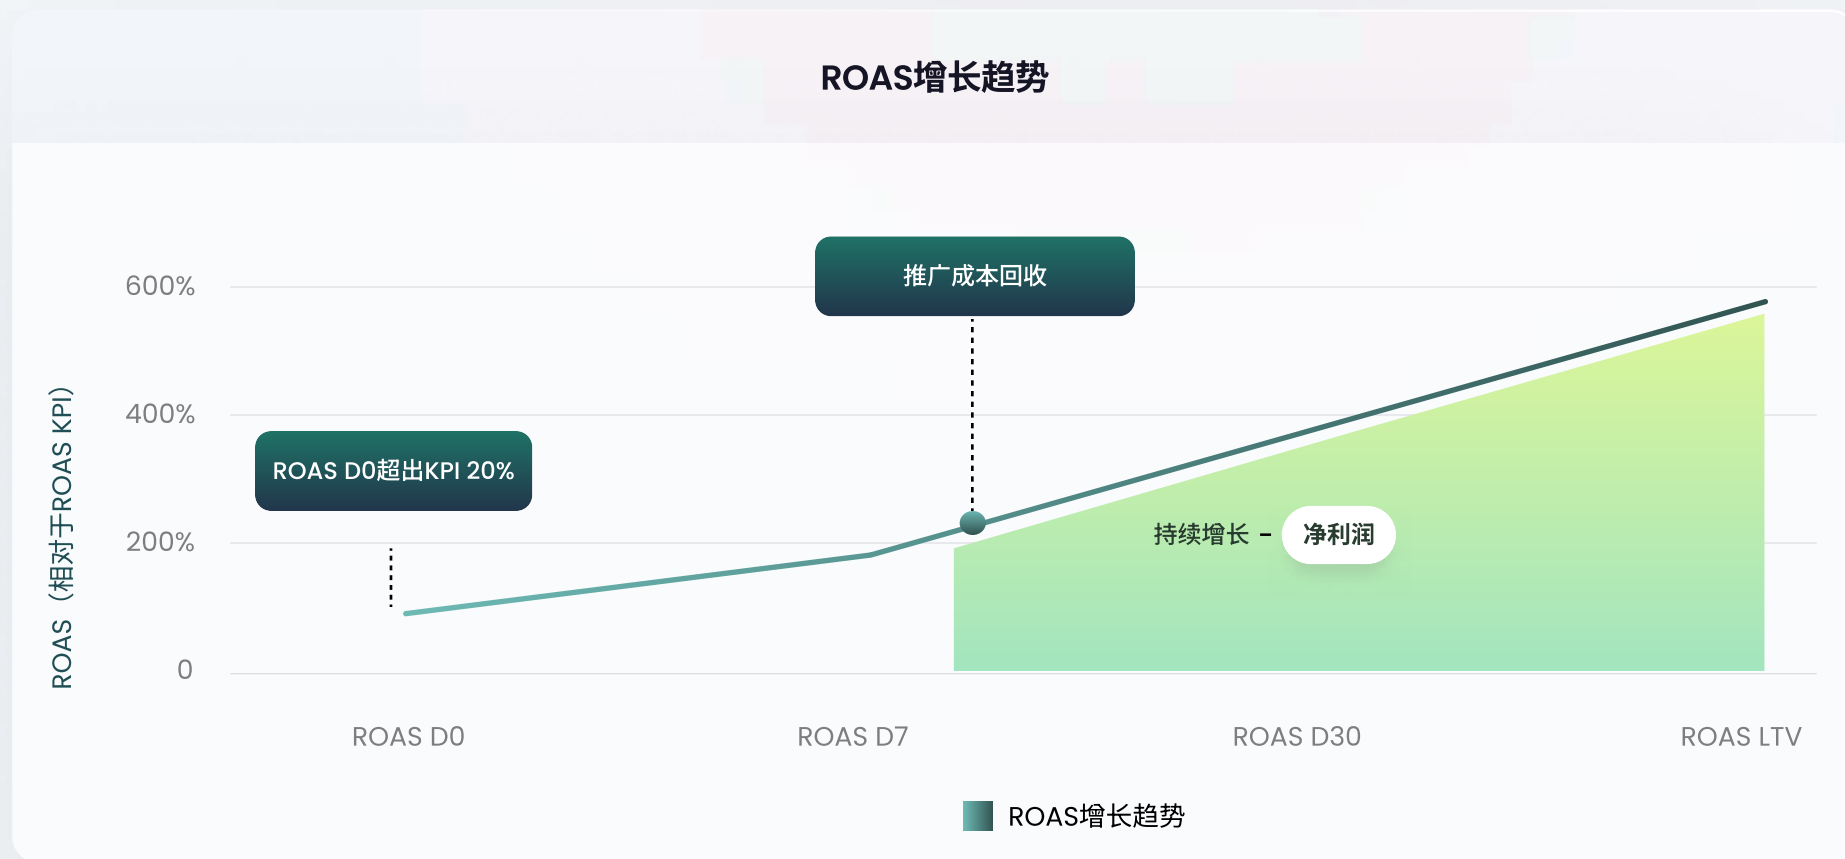 ROAS增长趋势
推广成本回收
600%
400%
ROAS D0超出KPI 20%
200%
持续增长 - 净利润
0
ROAS（相对于ROAS KPI）
ROAS D0
ROAS D7
ROAS D30
ROAS LTV
ROAS增长趋势